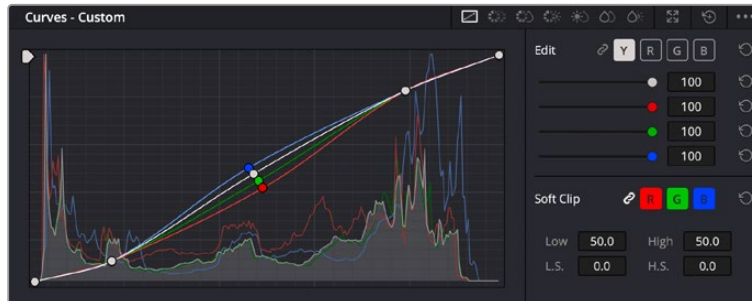 Curves - Custom
Edit Y R G B
100
100
100
100
Soft Clip R G B
Low 50.0 High 50.0
L.S. 0.0 H.S. 0.0